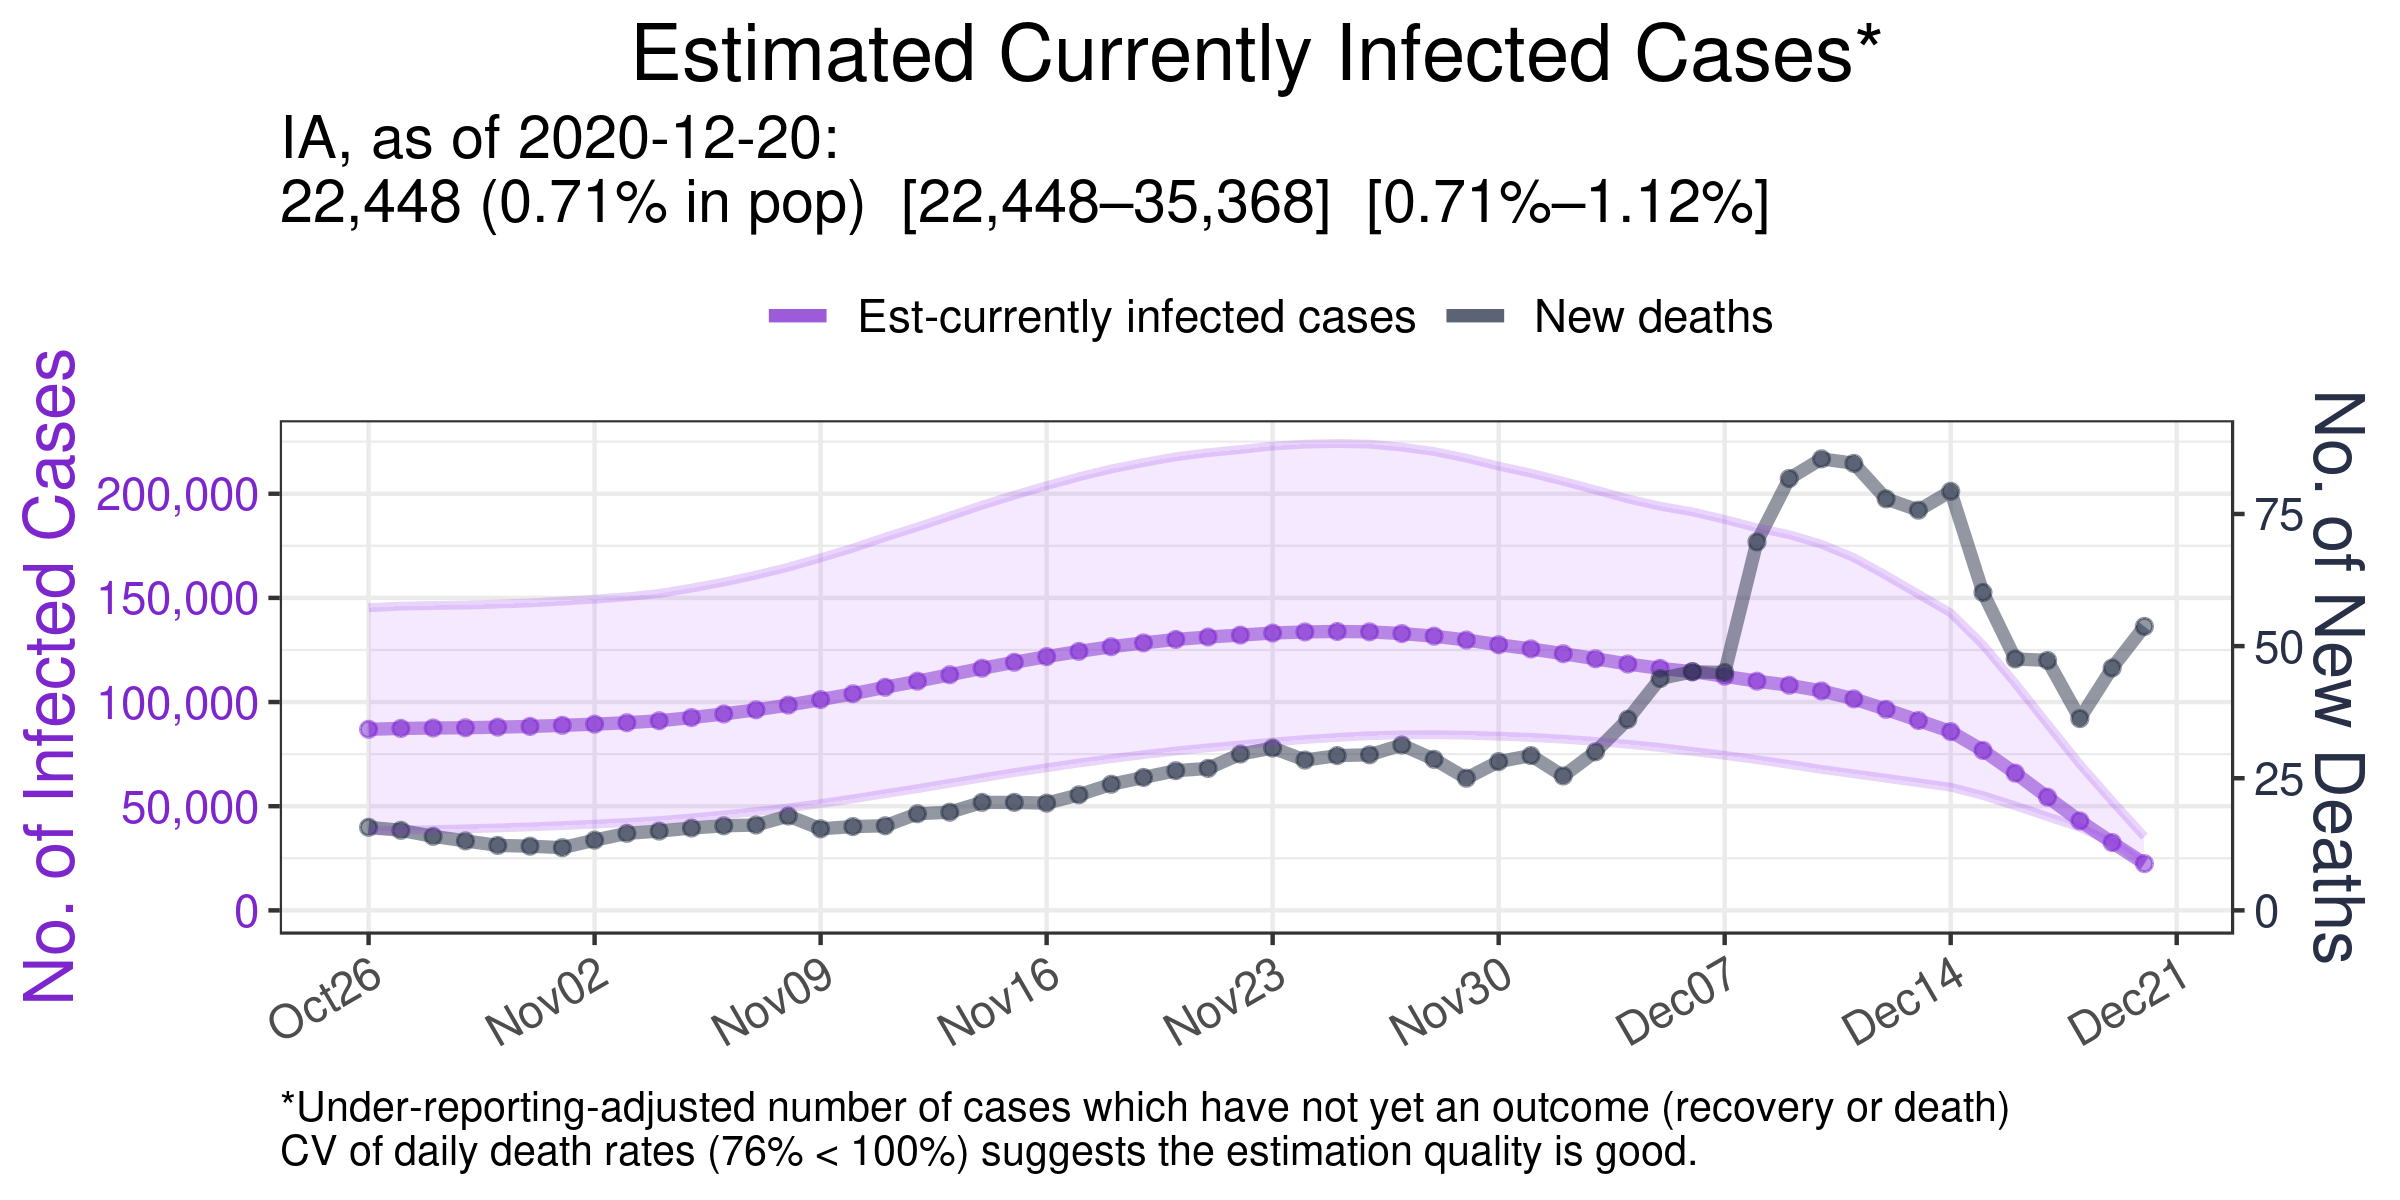 Estimated Currently Infected Cases*
IA, as of 2020-12-20:
22,448 (0.71% in pop)  [22,448–35,368]  [0.71%–1.12%]
Est-currently infected cases
New deaths
No. of Infected Cases
200,000
150,000
100,000
50,000
0
No. of New Deaths
75
50
25
0
Oct26
Nov02
Nov09
Nov16
Nov23
Nov30
Dec07
Dec14
Dec21
*Under-reporting-adjusted number of cases which have not yet an outcome (recovery or death)
CV of daily death rates (76% < 100%) suggests the estimation quality is good.